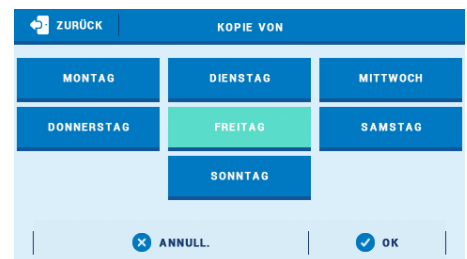 ZURÜCK KOPIE VON
MONTAG DIENSTAG MITTWOCH
DONNERSTAG FREITAG SAMSTAG
SONNTAG
ANNULL. OK